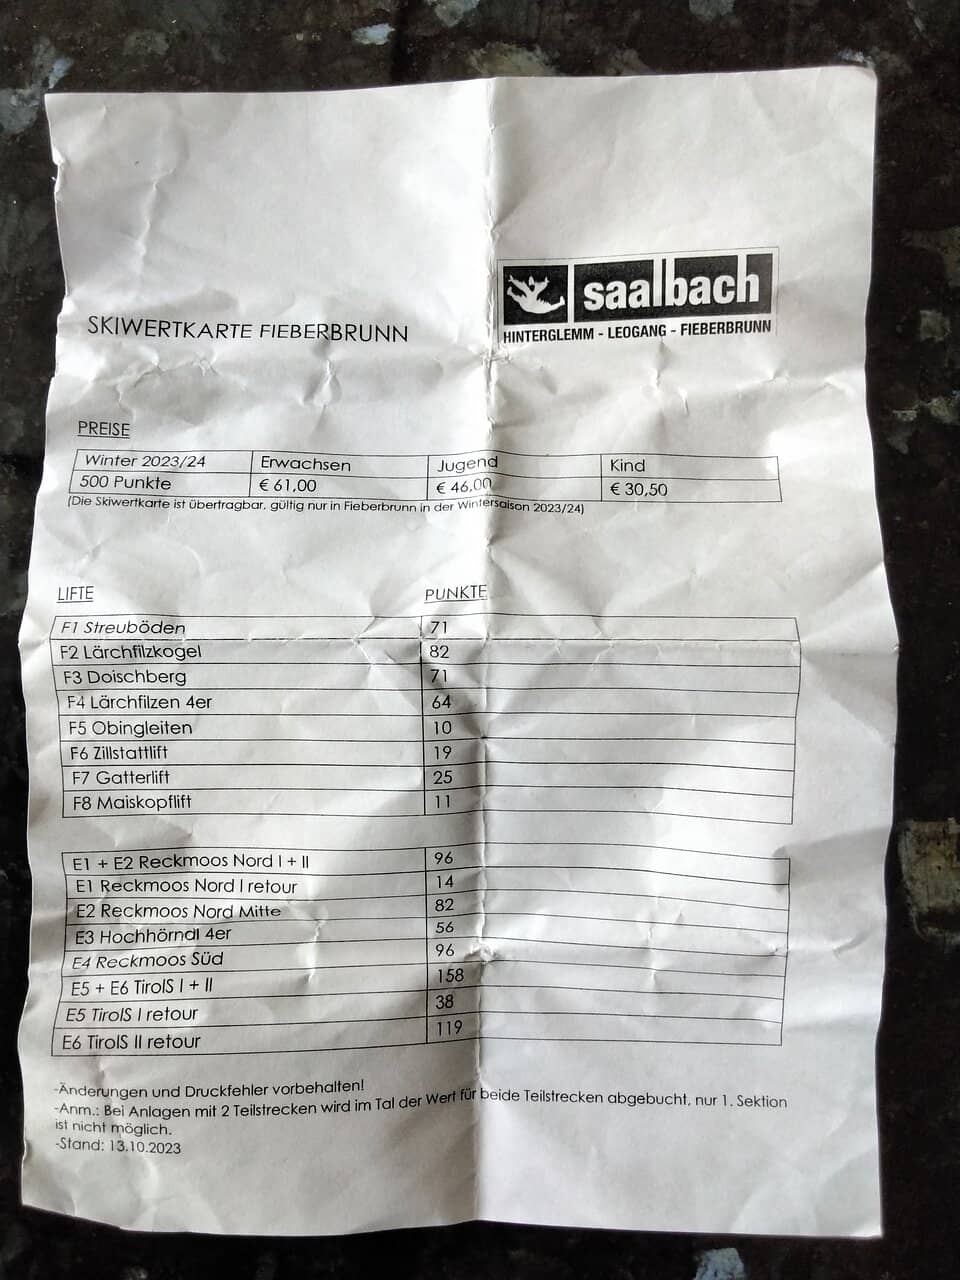 saalbach
HINTERGLEMM - LEOGANG - FIEBERBRUNN
SKIWERTKARTE FIEBERBRUNN
PREISE
Winter 2023/24 Erwachsen Jugend Kind
500 Punkte € 61,00 € 46,00 € 30,50
(Die Skiwertkarte ist übertragbar, gültig nur in Fieberbrunn in der Wintersaison 2023/24)
LIFTE PUNKTE
F1 Streuböden 71
F2 Lärchfilzkogel 82
F3 Doischberg 71
F4 Lärchfilzen 4er 64
F5 Obingleiten 10
F6 Zillstattlift 19
F7 Gatterlift 25
F8 Maiskopflift 11
E1 + E2 Reckmoos Nord I + II 96
E1 Reckmoos Nord I retour 14
E2 Reckmoos Nord Mitte 82
E3 Hochhörndl 4er 56
E4 Reckmoos Süd 96
E5 + E6 TirolS I + II 158
E5 TirolS I retour 38
E6 TirolS II retour 119
-Änderungen und Druckfehler vorbehalten!
-Anm.: Bei Anlagen mit 2 Teilstrecken wird im Tal der Wert für beide Teilstrecken abgebucht, nur 1. Sektion
ist nicht möglich.
-Stand: 13.10.2023